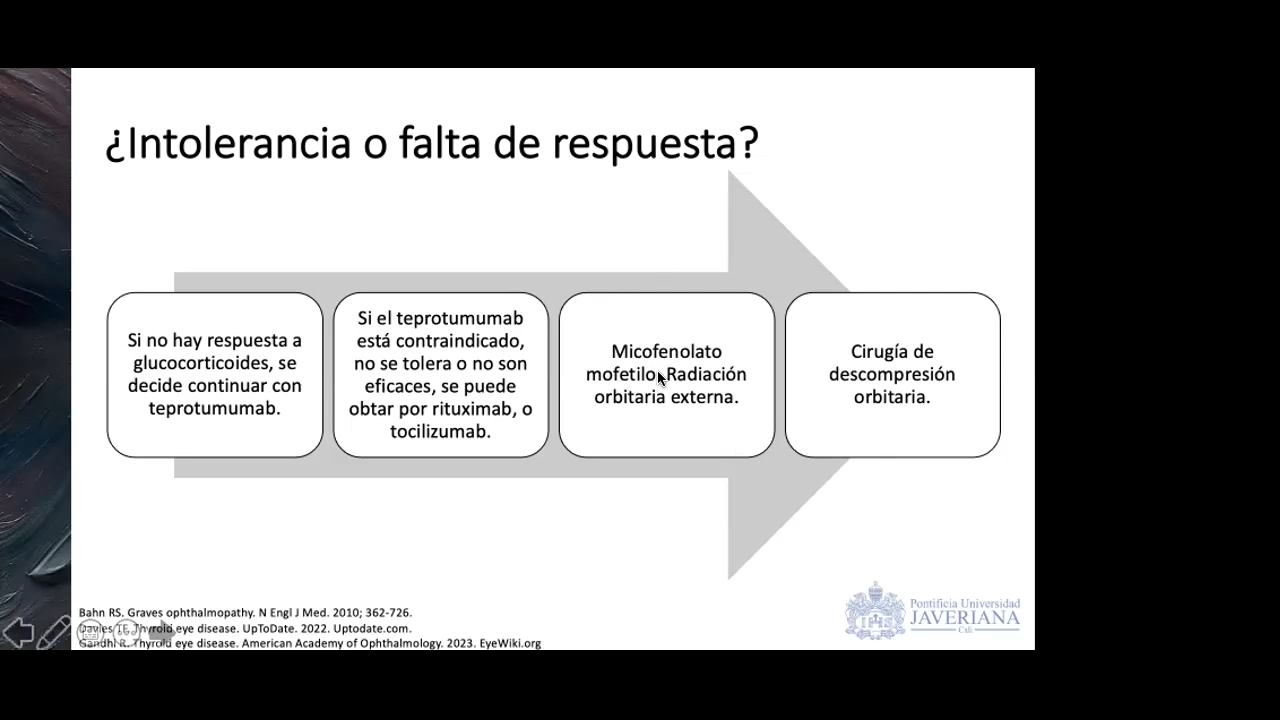 ¿Intolerancia o falta de respuesta?
Si no hay respuesta a
glucocorticoides, se
decide continuar con
teprotumumab.
Si el teprotumumab
está contraindicado,
no se tolera o no son
eficaces, se puede
obtar por rituximab, o
tocilizumab.
Micofenolato
mofetilo. Radiación
orbitaria externa.
Cirugía de
descompresión
orbitaria.
Bahn RS. Graves ophthalmopathy. N Engl J Med. 2010; 362-726.
Davies TF. Thyroid eye disease. UpToDate. 2022. Uptodate.com.
Gandhi R. Thyroid eye disease. American Academy of Ophthalmology. 2023. EyeWiki.org
Pontificia Universidad
JAVERIANA
Cali